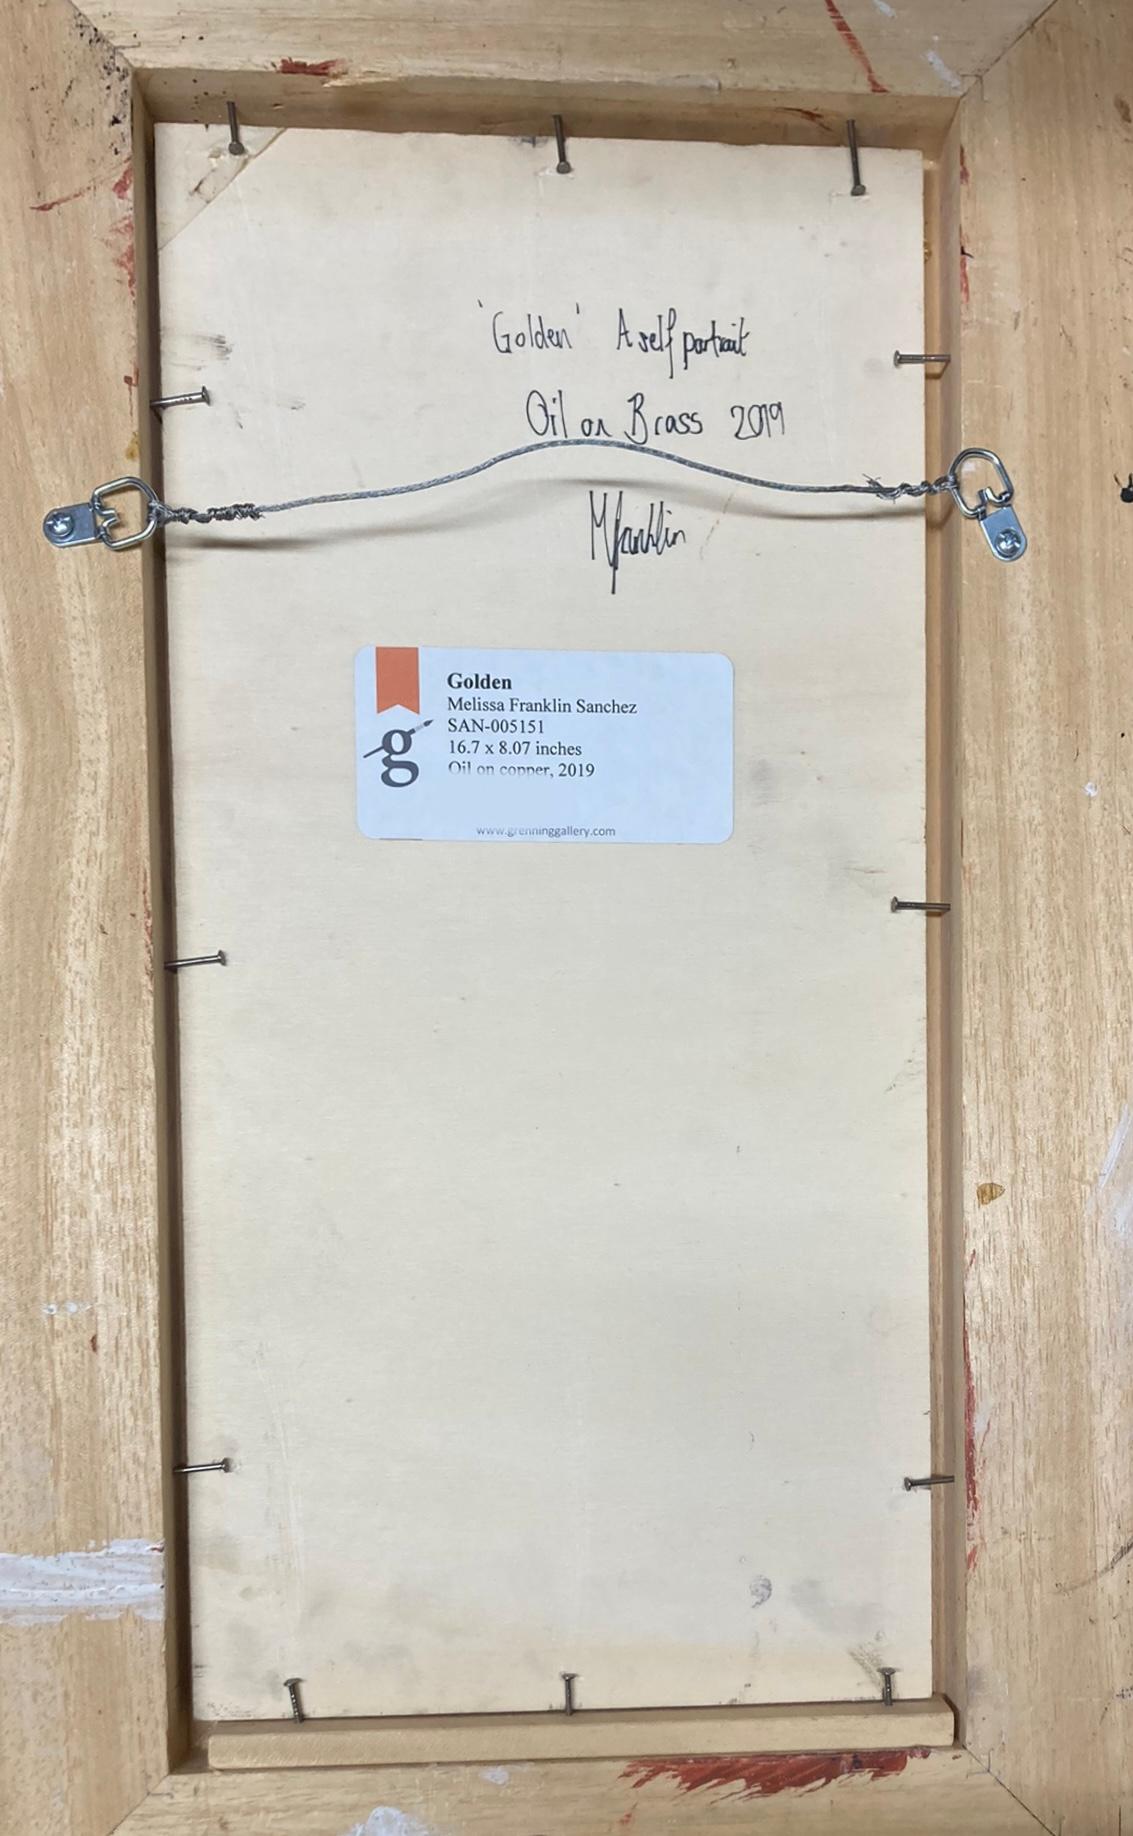 'Golden' A self portrait
Oil on Brass 2019
MFranklin
g
Golden
Melissa Franklin Sanchez
SAN-005151
16.7 x 8.07 inches
Oil on copper, 2019
www.grenninggallery.com